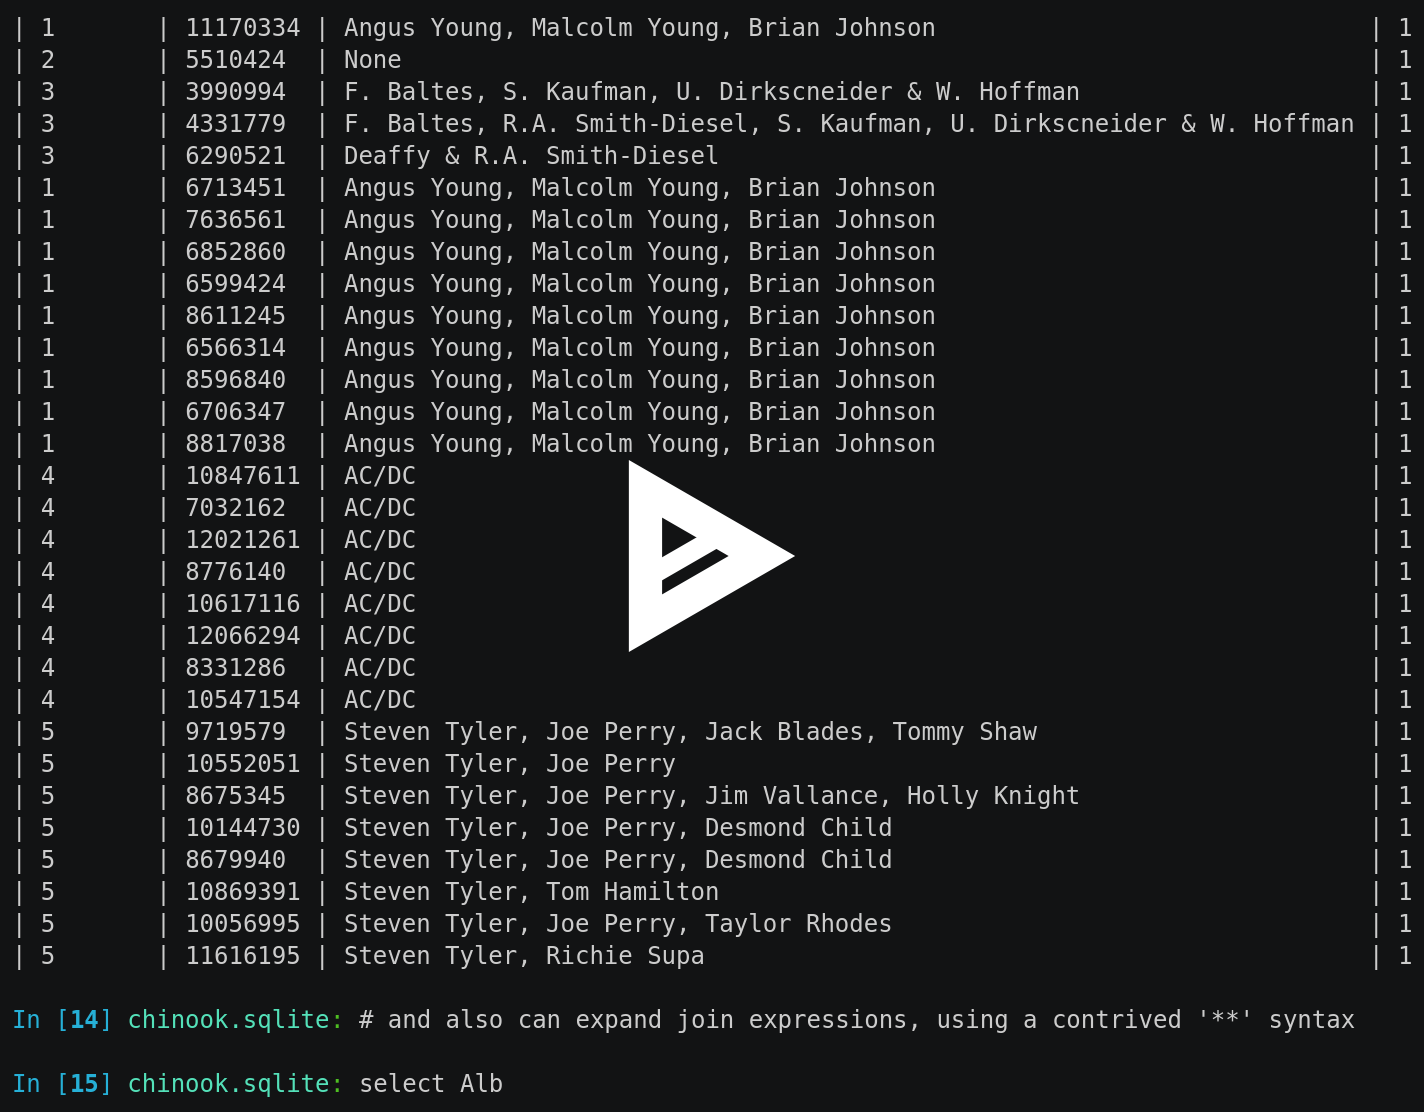 | 1       | 11170334 | Angus Young, Malcolm Young, Brian Johnson                              | 1
| 2       | 5510424  | None                                                                   | 1
| 3       | 3990994  | F. Baltes, S. Kaufman, U. Dirkscneider & W. Hoffman                    | 1
| 3       | 4331779  | F. Baltes, R.A. Smith-Diesel, S. Kaufman, U. Dirkscneider & W. Hoffman | 1
| 3       | 6290521  | Deaffy & R.A. Smith-Diesel                                             | 1
| 1       | 6713451  | Angus Young, Malcolm Young, Brian Johnson                              | 1
| 1       | 7636561  | Angus Young, Malcolm Young, Brian Johnson                              | 1
| 1       | 6852860  | Angus Young, Malcolm Young, Brian Johnson                              | 1
| 1       | 6599424  | Angus Young, Malcolm Young, Brian Johnson                              | 1
| 1       | 8611245  | Angus Young, Malcolm Young, Brian Johnson                              | 1
| 1       | 6566314  | Angus Young, Malcolm Young, Brian Johnson                              | 1
| 1       | 8596840  | Angus Young, Malcolm Young, Brian Johnson                              | 1
| 1       | 6706347  | Angus Young, Malcolm Young, Brian Johnson                              | 1
| 1       | 8817038  | Angus Young, Malcolm Young, Brian Johnson                              | 1
| 4       | 10847611 | AC/DC                                                                  | 1
| 4       | 7032162  | AC/DC                                                                  | 1
| 4       | 12021261 | AC/DC                                                                  | 1
| 4       | 8776140  | AC/DC                                                                  | 1
| 4       | 10617116 | AC/DC                                                                  | 1
| 4       | 12066294 | AC/DC                                                                  | 1
| 4       | 8331286  | AC/DC                                                                  | 1
| 4       | 10547154 | AC/DC                                                                  | 1
| 5       | 9719579  | Steven Tyler, Joe Perry, Jack Blades, Tommy Shaw                       | 1
| 5       | 10552051 | Steven Tyler, Joe Perry                                                | 1
| 5       | 8675345  | Steven Tyler, Joe Perry, Jim Vallance, Holly Knight                    | 1
| 5       | 10144730 | Steven Tyler, Joe Perry, Desmond Child                                 | 1
| 5       | 8679940  | Steven Tyler, Joe Perry, Desmond Child                                 | 1
| 5       | 10869391 | Steven Tyler, Tom Hamilton                                             | 1
| 5       | 10056995 | Steven Tyler, Joe Perry, Taylor Rhodes                                 | 1
| 5       | 11616195 | Steven Tyler, Richie Supa                                              | 1
In [14] chinook.sqlite: # and also can expand join expressions, using a contrived '**' syntax
In [15] chinook.sqlite: select Alb